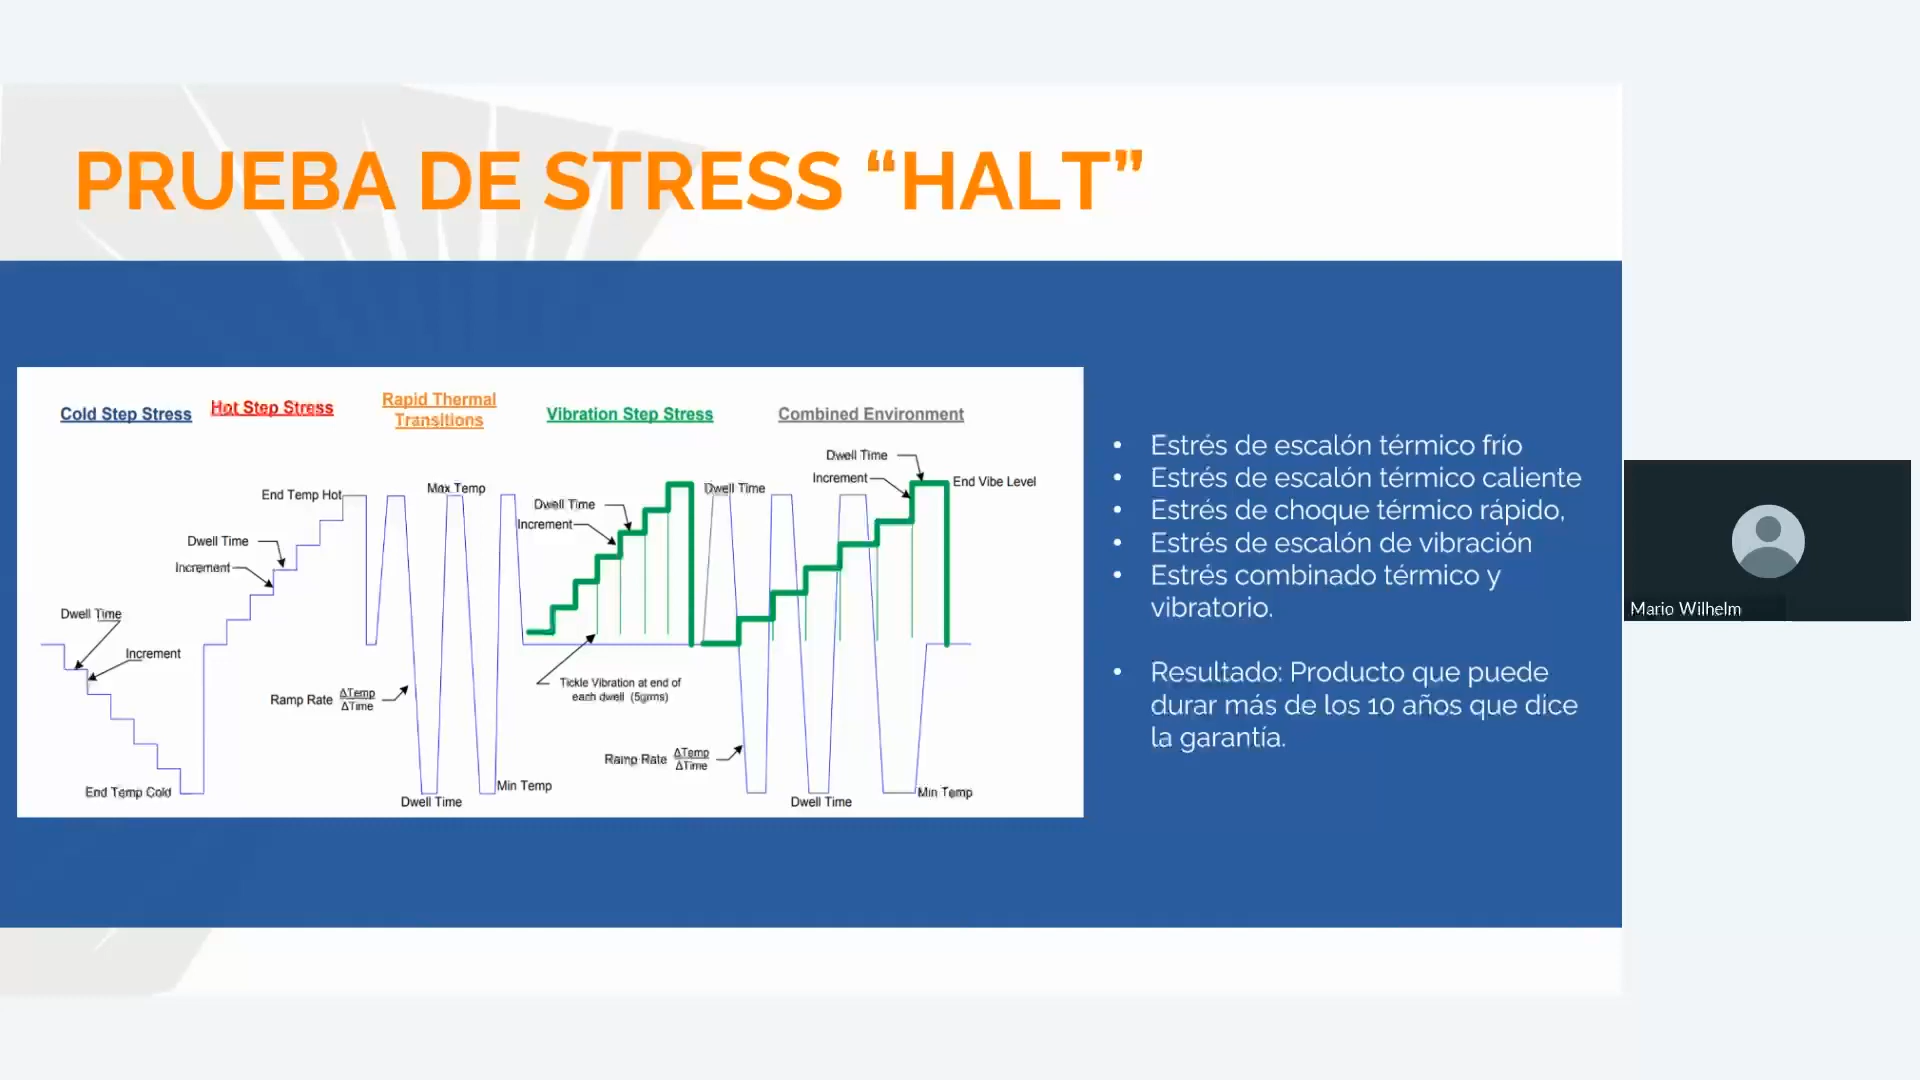 PRUEBA DE STRESS “HALT”
Cold Step Stress
Hot Step Stress
Rapid Thermal
Transitions
Vibration Step Stress
Combined Environment
Dwell Time
Increment
End Temp Cold
End Temp Hot
Dwell Time
Increment
Max Temp
Ramp Rate ΔTemp
ΔTime
Dwell Time
Min Temp
Dwell Time
Increment
Tickle Vibration at end of
each dwell (5grms)
Dwell Time
Dwell Time
Increment
End Vibe Level
Ramp Rate ΔTemp
ΔTime
Dwell Time
Min Temp
• Estrés de escalón térmico frío
• Estrés de escalón térmico caliente
• Estrés de choque térmico rápido,
• Estrés de escalón de vibración
• Estrés combinado térmico y
vibratorio.
• Resultado: Producto que puede
durar más de los 10 años que dice
la garantía.
Mario Wilhelm